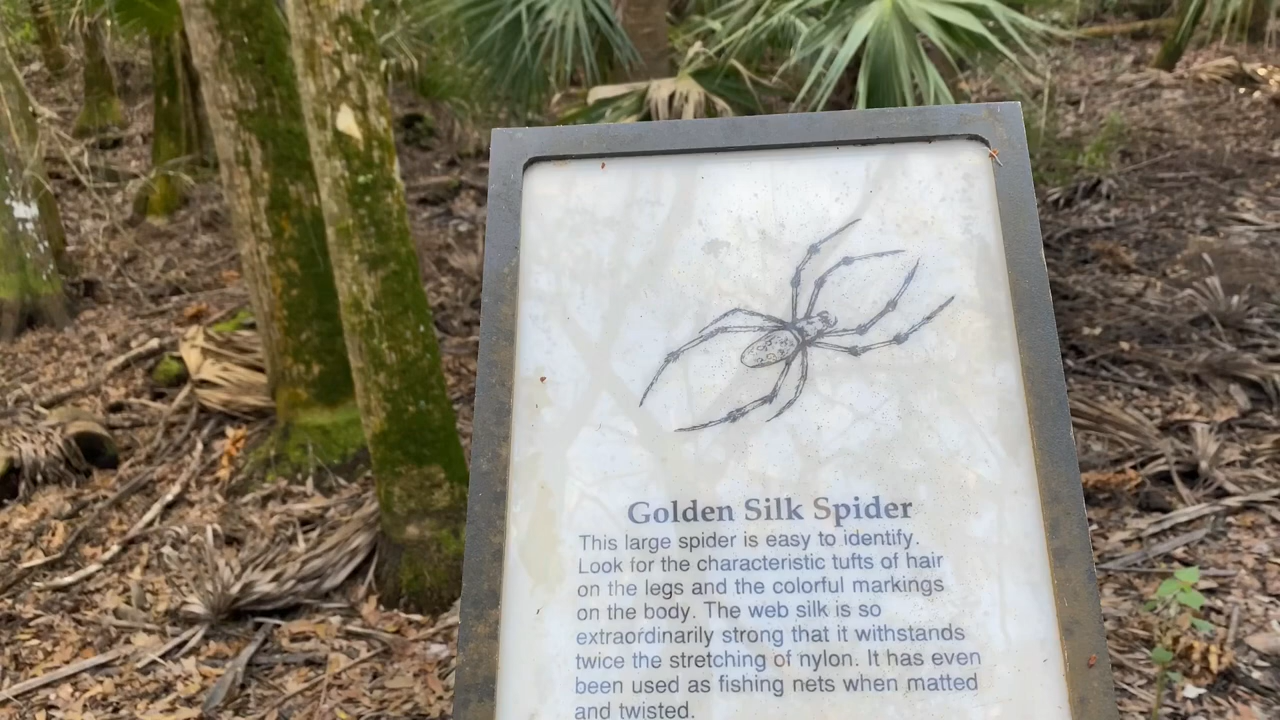 Golden Silk Spider
This large spider is easy to identify.
Look for the characteristic tufts of hair
on the legs and the colorful markings
on the body. The web silk is so
extraordinarily strong that it withstands
twice the stretching of nylon. It has even
been used as fishing nets when matted
and twisted.